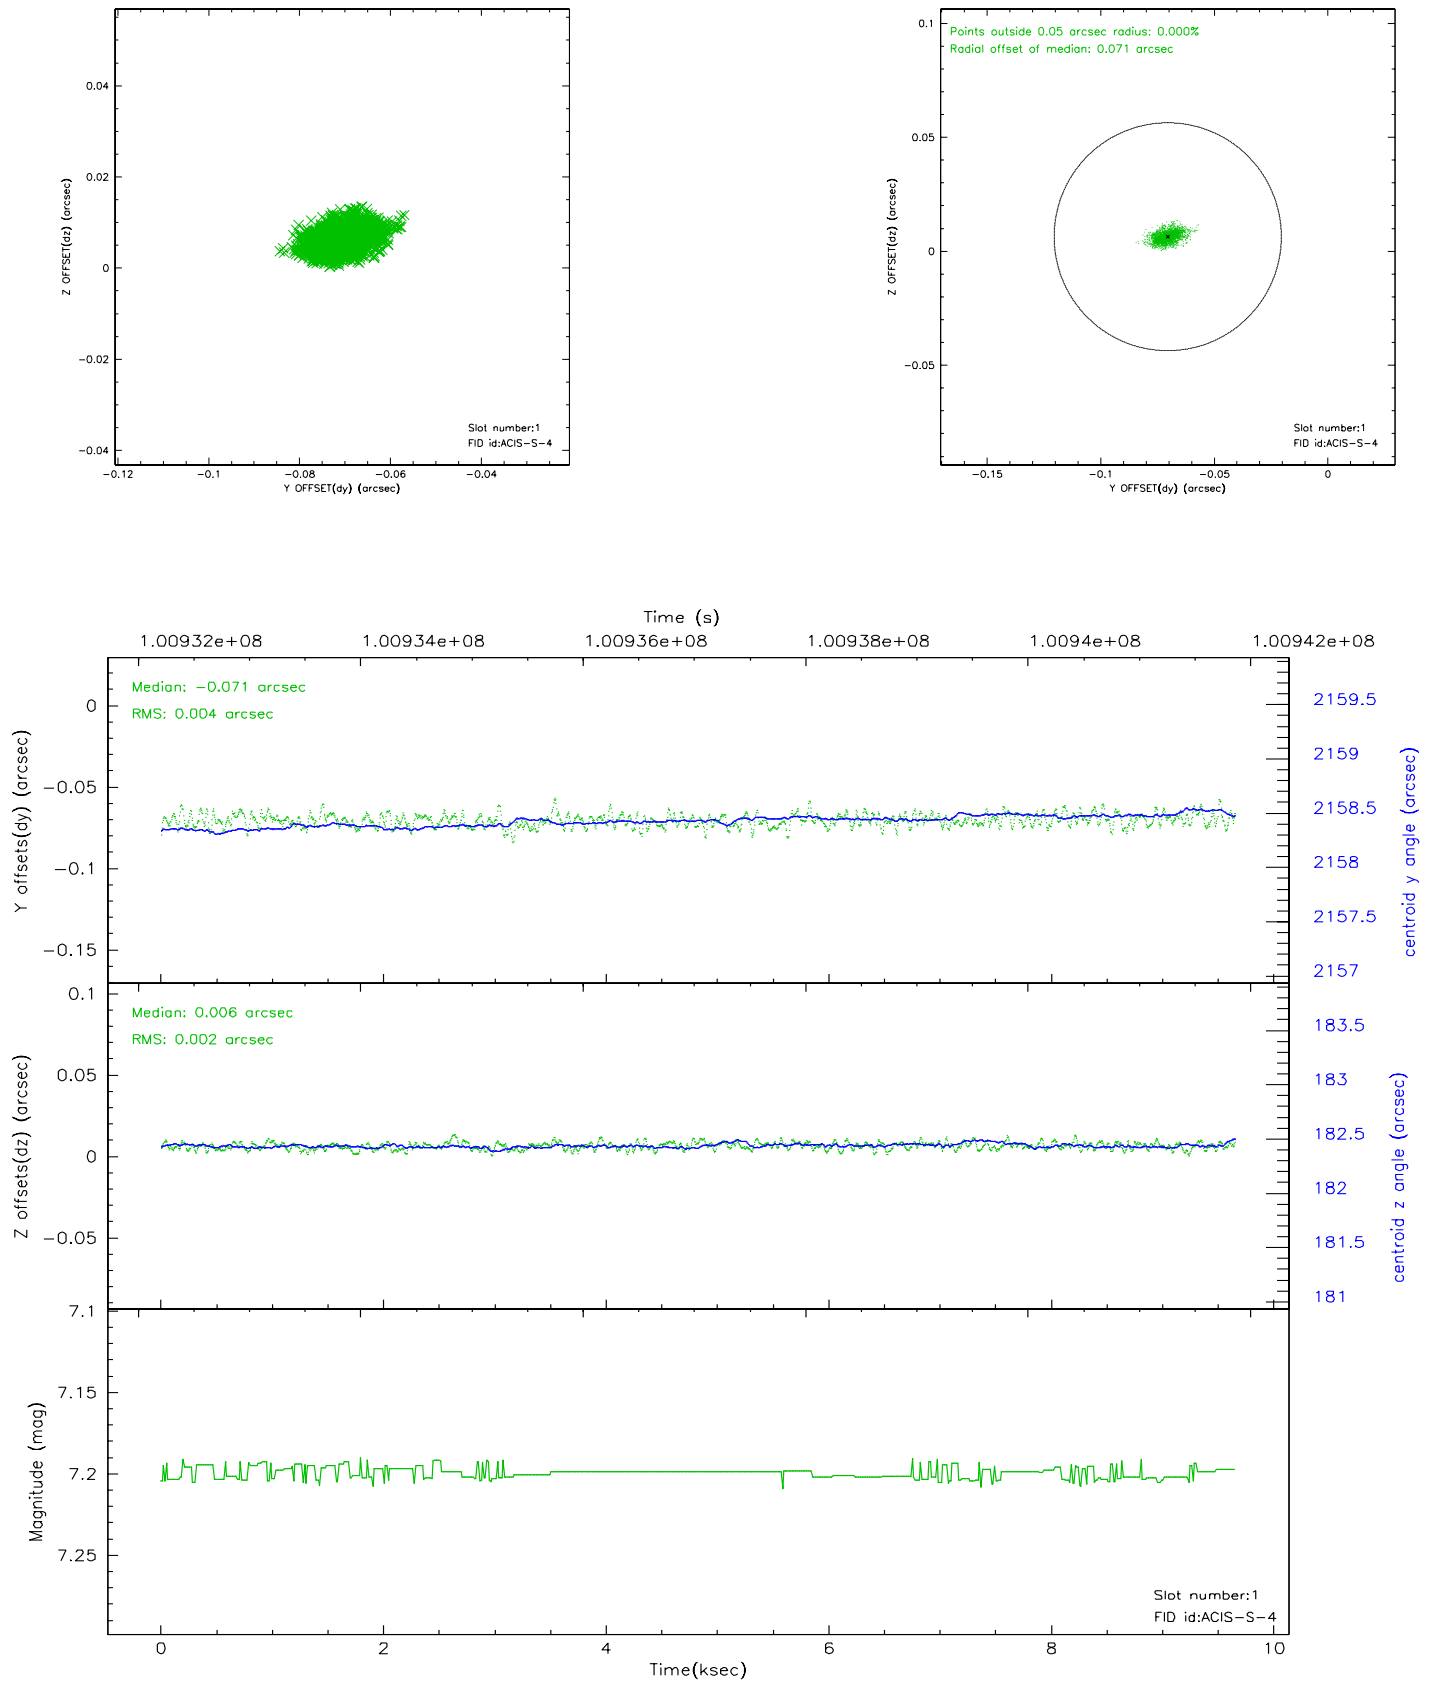 0.04
0.02
0
-0.02
-0.04
Z OFFSET(dz) (arcsec)
Slot number:1
FID id:ACIS-S-4
-0.12 -0.1 -0.08 -0.06 -0.04
Y OFFSET(dy) (arcsec)
0.1
0.05
0
-0.05
Z OFFSET(dz) (arcsec)
Points outside 0.05 arcsec radius: 0.000%
Radial offset of median: 0.071 arcsec
Slot number:1
FID id:ACIS-S-4
-0.15 -0.1 -0.05 0
Y OFFSET(dy) (arcsec)
Time (s)
1.00932e+08 1.00934e+08 1.00936e+08 1.00938e+08 1.0094e+08 1.00942e+08
Median: -0.071 arcsec
RMS: 0.004 arcsec
0
-0.05
-0.1
-0.15
Y offsets(dy) (arcsec)
2159.5
2159
2158.5
2158
2157.5
2157
centroid y angle (arcsec)
Median: 0.006 arcsec
RMS: 0.002 arcsec
0.1
0.05
0
-0.05
Z offsets(dz) (arcsec)
183.5
183
182.5
182
181.5
181
centroid z angle (arcsec)
7.1
7.15
7.2
7.25
Magnitude (mag)
Slot number:1
FID id:ACIS-S-4
0 2 4 6 8 10
Time(ksec)